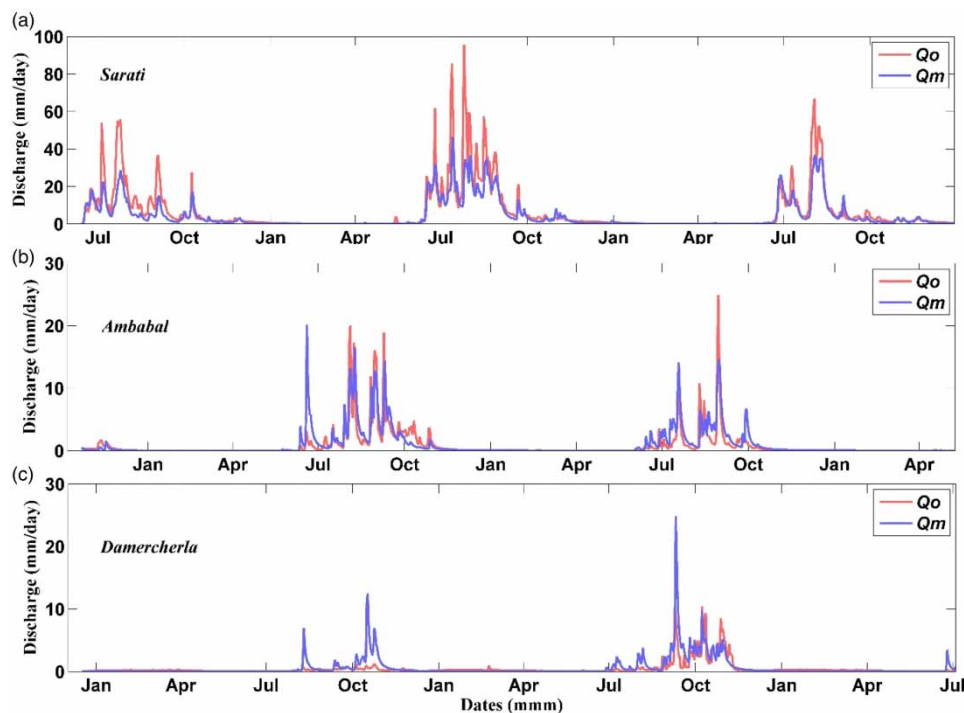 (a)
100
80
60
40
20
0
Discharge (mm/day)
Sarati
Qo
Qm
Jul Oct Jan Apr Jul Oct Jan Apr Jul Oct
(b)
30
20
10
0
Discharge (mm/day)
Ambabal
Qo
Qm
Jan Apr Jul Oct Jan Apr Jul Oct Jan Apr
(c)
30
20
10
0
Discharge (mm/day)
Damercherla
Qo
Qm
Jan Apr Jul Oct Jan Apr Jul Oct Jan Apr Jul
Dates (mmm)